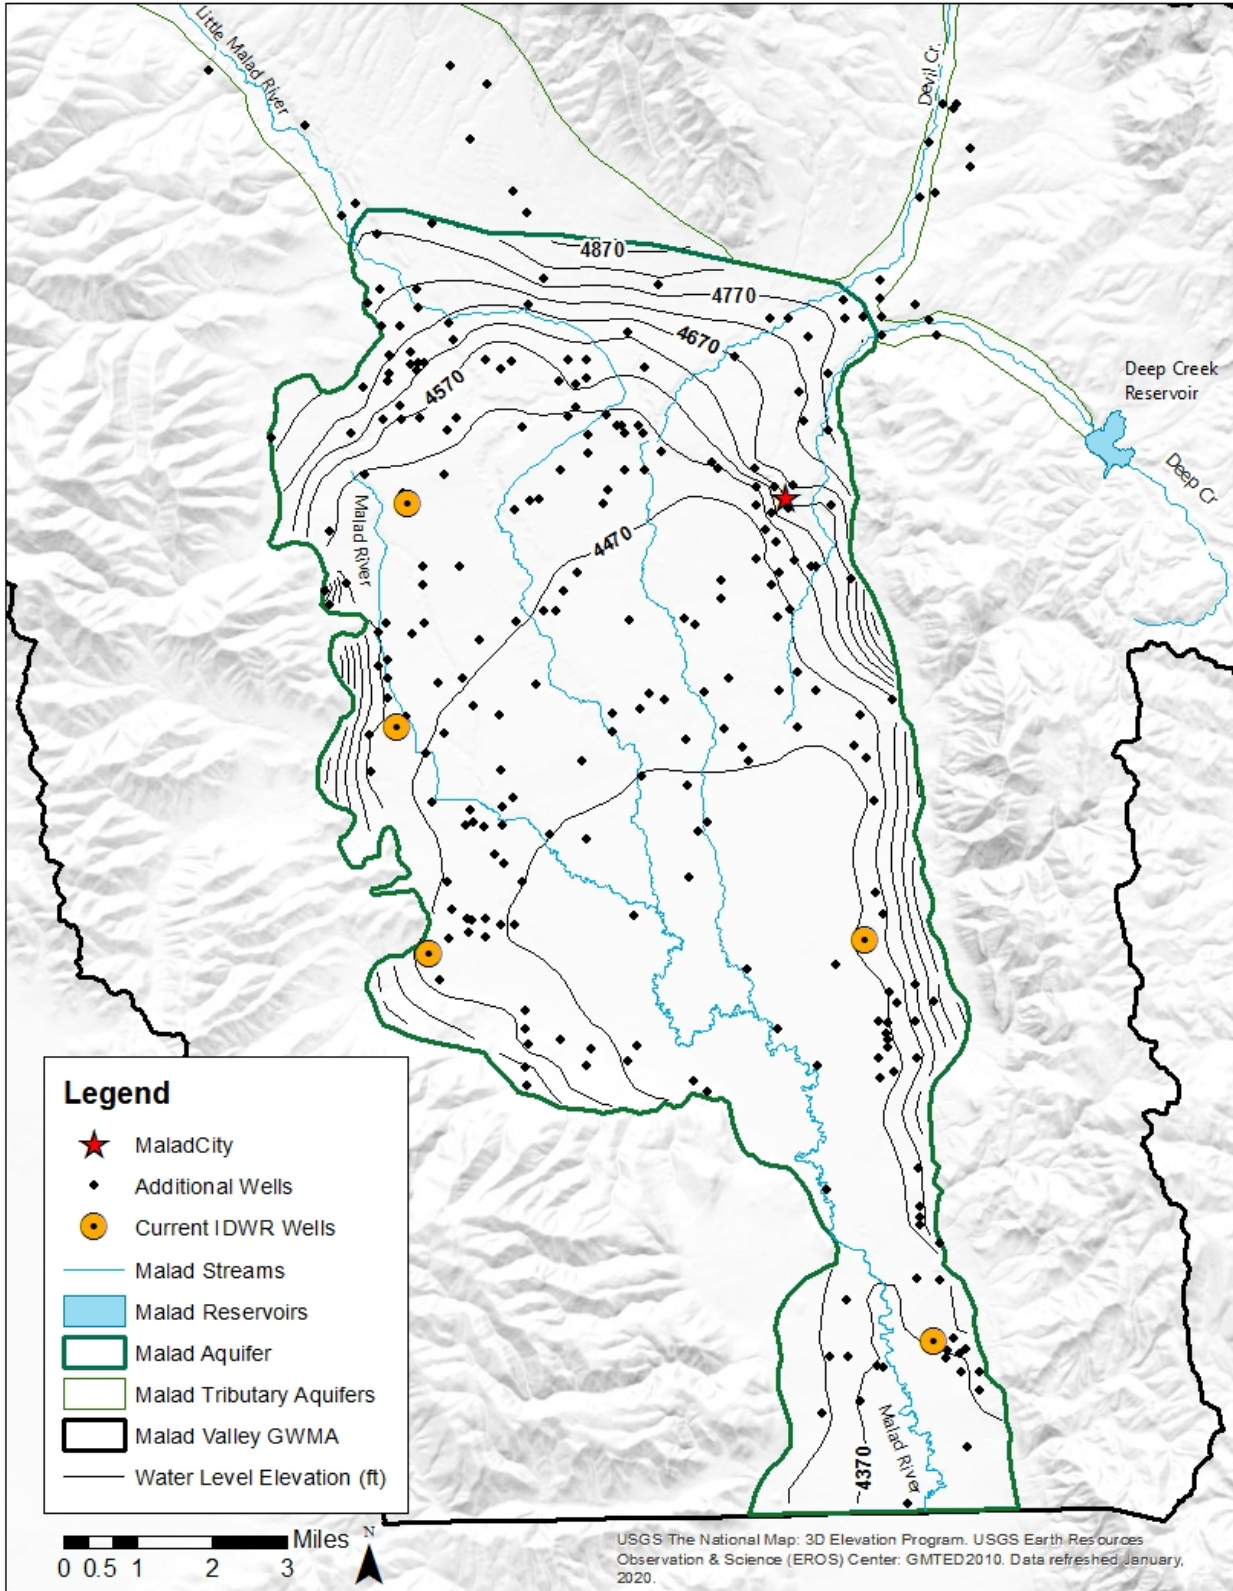 Little Malad River
Devil Cr.
4870
4770
4670
4570
Deep Creek
Reservoir
Deep Cr
4470
Malad River
Legend
MaladCity
Additional Wells
Current IDWR Wells
Malad Streams
Malad Reservoirs
Malad Aquifer
Malad Tributary Aquifers
Malad Valley GWMA
Water Level Elevation (ft)
Malad River
4370
Miles
0 0.5 1 2 3
N
USGS The National Map: 3D Elevation Program. USGS Earth Resources
Observation & Science (EROS) Center: GMTED2010. Data refreshed January,
2020.